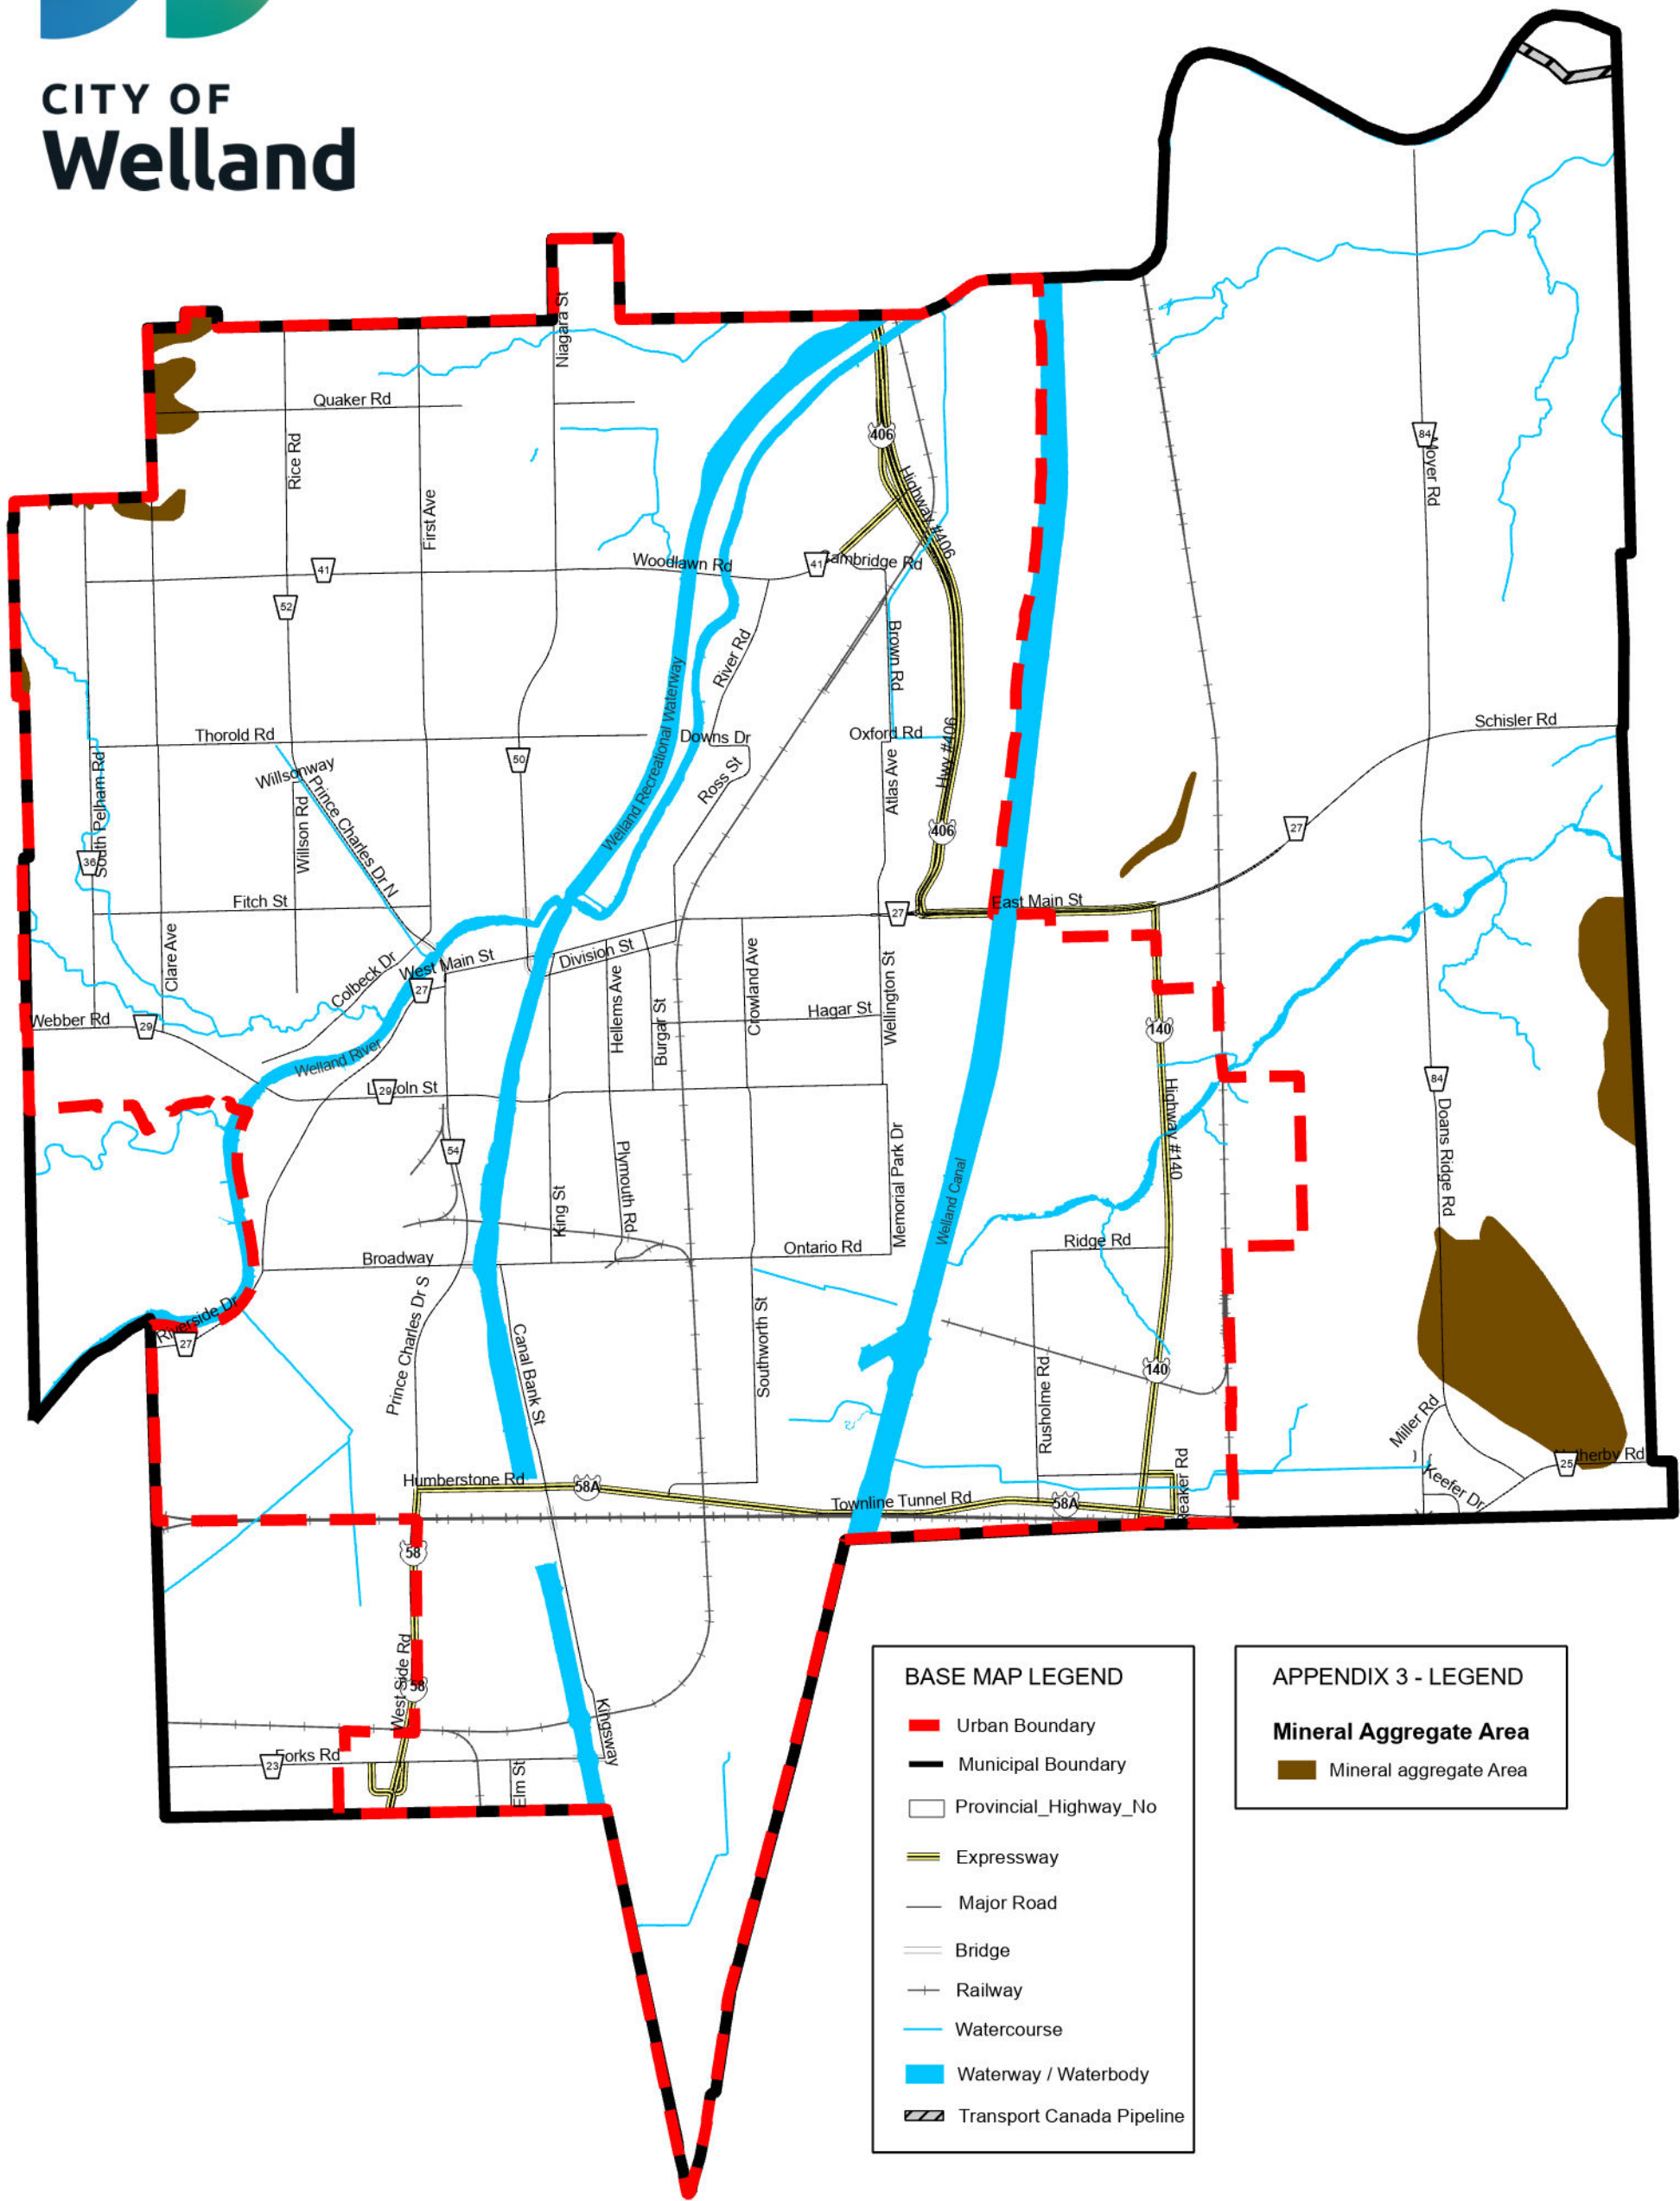 CITY OF
Welland
Niagara St
Quaker Rd
Rice Rd
First Ave
406
Highway #406
84
Moyer Rd
41
Woodlawn Rd
41
Cambridge Rd
52
Brown Rd
River Rd
Welland Recreational Waterway
Thorold Rd
Downs Dr
Oxford Rd
Schisler Rd
Hwy #406
50
Willsonway
Ross St
Atlas Ave
South Pelham Rd
Prince Charles Dr N
Willson Rd
406
27
36
Fitch St
27
East Main St
Clare Ave
Colbeck Dr
West Main St
Division St
27
Hellems Ave
Crowland Ave
Wellington St
Webber Rd
29
Burgar St
Hagar St
140
Welland River
29
Lincoln St
84
Highway #140
54
Plymouth Rd
Memorial Park Dr
Doans Ridge Rd
Welland Canal
King St
Broadway
Ontario Rd
Ridge Rd
Riverside Dr
27
Prince Charles Dr S
Canal Bank St
Southworth St
Rusholme Rd
140
Miller Rd
Humberstone Rd
58A
Townline Tunnel Rd
58A
25
Keefer Dr
58
West Side Rd
58
Kingsway
Forks Rd
23
Elm St
BASE MAP LEGEND
Urban Boundary
Municipal Boundary
Provincial_Highway_No
Expressway
Major Road
Bridge
Railway
Watercourse
Waterway / Waterbody
Transport Canada Pipeline
APPENDIX 3 - LEGEND
Mineral Aggregate Area
Mineral aggregate Area